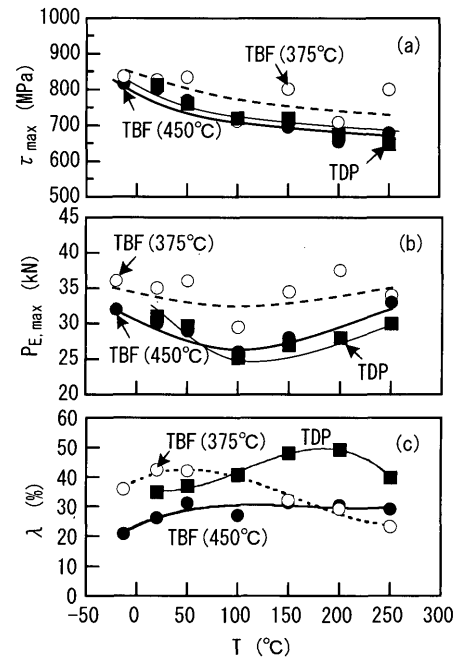 1000
900
800
700
600
500
τ max (MPa)
(a)
TBF (375℃)
TBF (450℃)
TDP
45
40
35
30
25
20
P E, max (kN)
(b)
TBF (375℃)
TBF (450℃)
TDP
60
50
40
30
20
10
0
λ (%)
(c)
TBF (375℃)
TDP
TBF (450℃)
-50 0 50 100 150 200 250 300
T (℃)